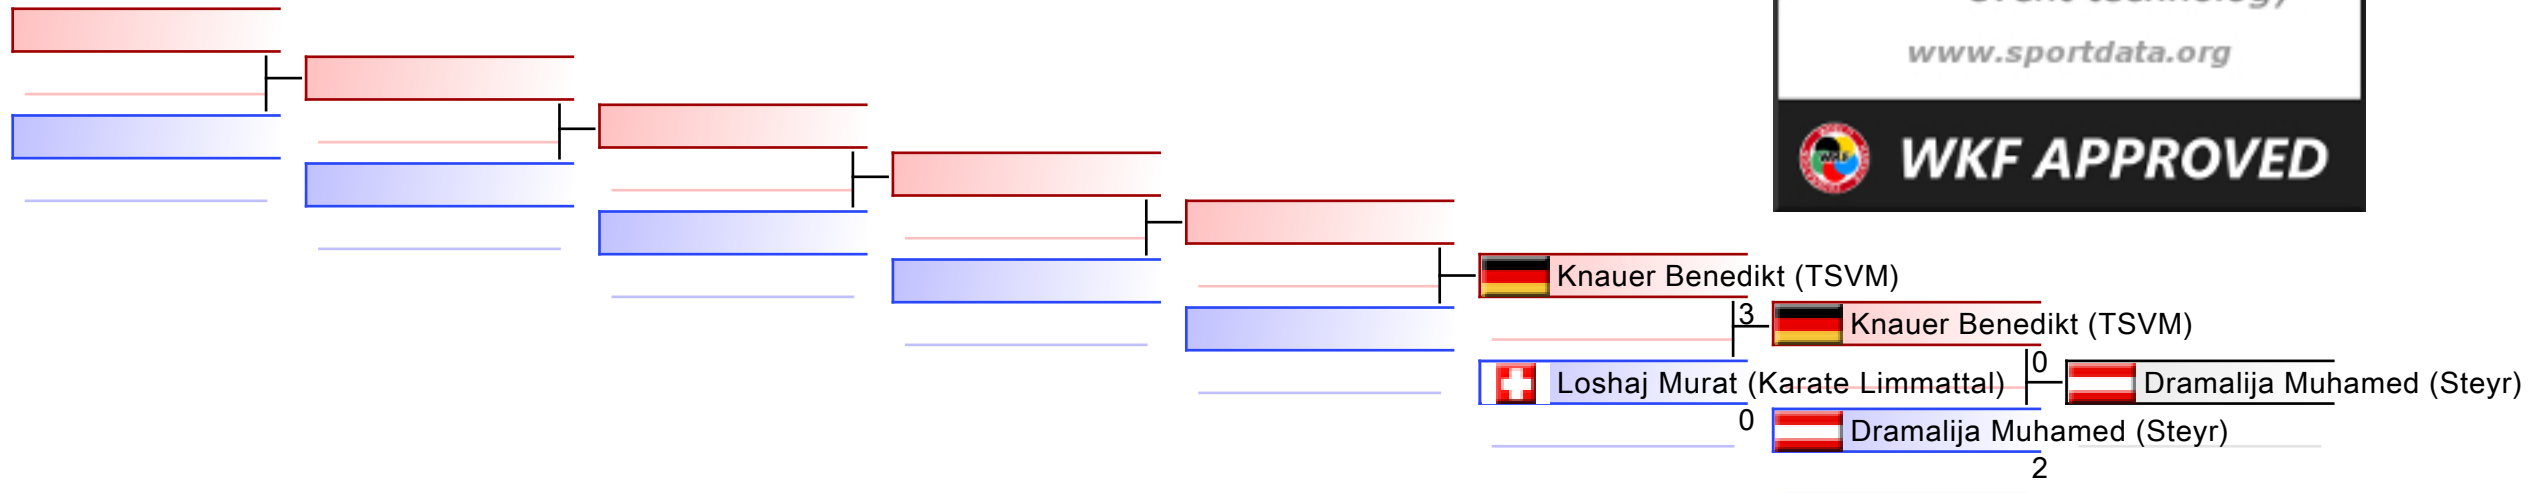 www.sportdata.org
WKF APPROVED
Knauer Benedikt (TSVM)
3
Knauer Benedikt (TSVM)
0
Loshaj Murat (Karate Limmattal)
Dramalija Muhamed (Steyr)
0
Dramalija Muhamed (Steyr)
2